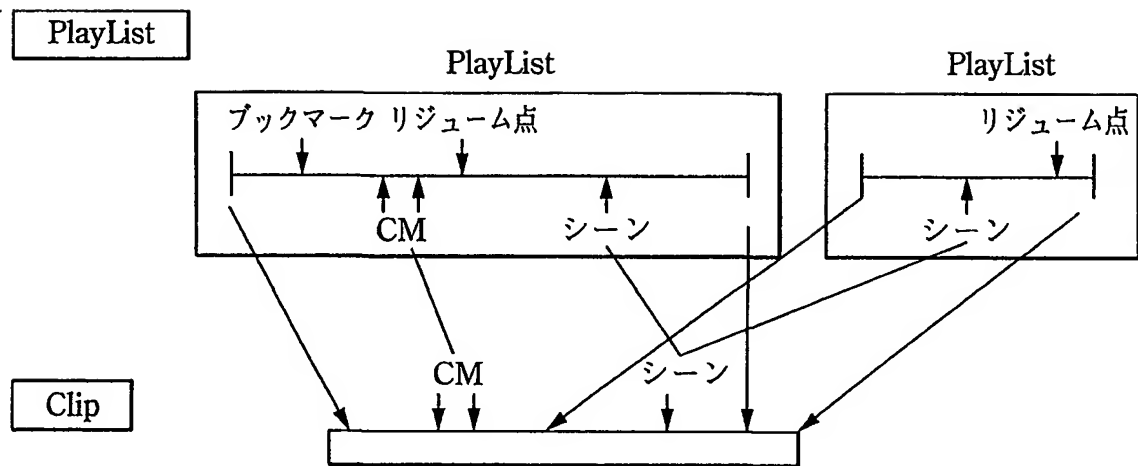 PlayList
PlayList PlayList
ブックマーク リジューム点 リジューム点
CM シーン シーン
CM シーン
Clip